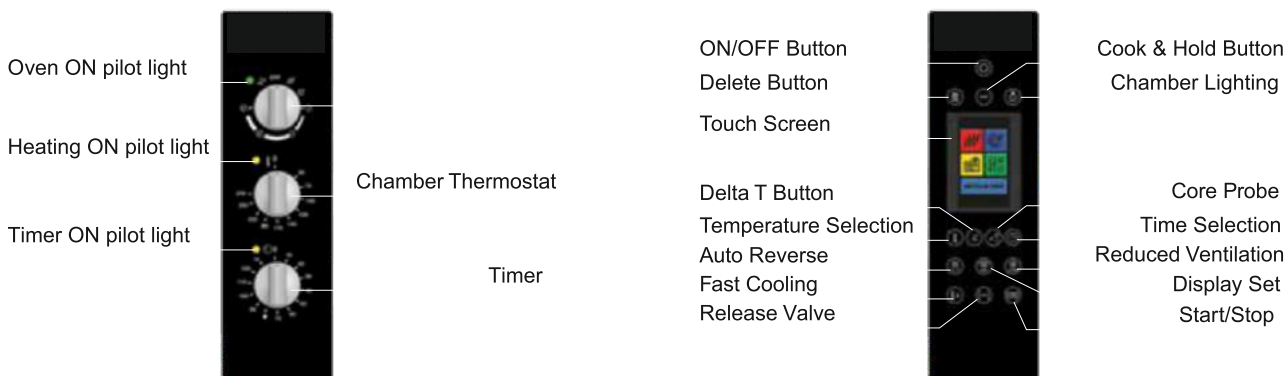 Oven ON pilot light
Heating ON pilot light
Chamber Thermostat
Timer ON pilot light
Timer
ON/OFF Button
Delete Button
Touch Screen
Delta T Button
Temperature Selection
Auto Reverse
Fast Cooling
Release Valve
Cook & Hold Button
Chamber Lighting
Core Probe
Time Selection
Reduced Ventilation
Display Set
Start/Stop